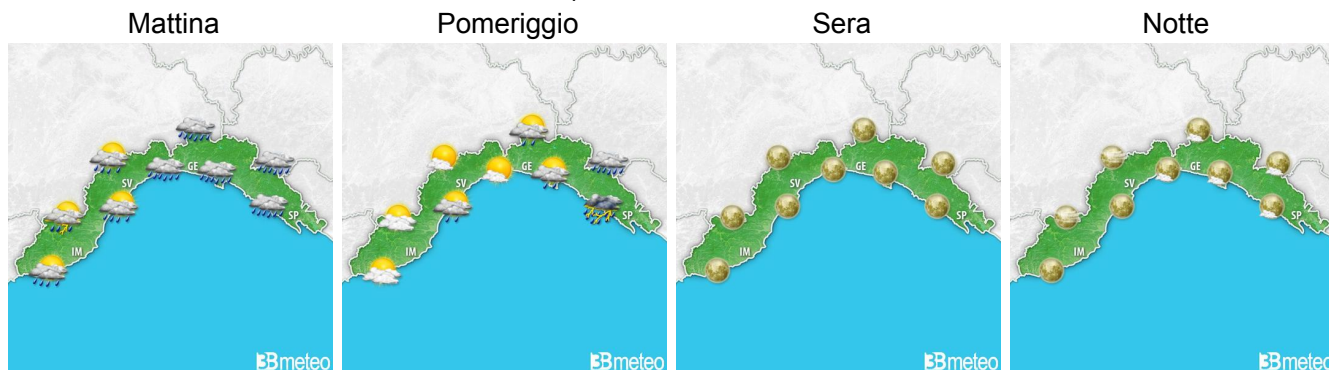 Mattina
Pomeriggio
Sera
Notte
GE
SV
IM
SP
3Bmeteo
GE
SV
IM
SP
3Bmeteo
GE
SV
IM
SP
3Bmeteo
GE
SV
IM
SP
3Bmeteo